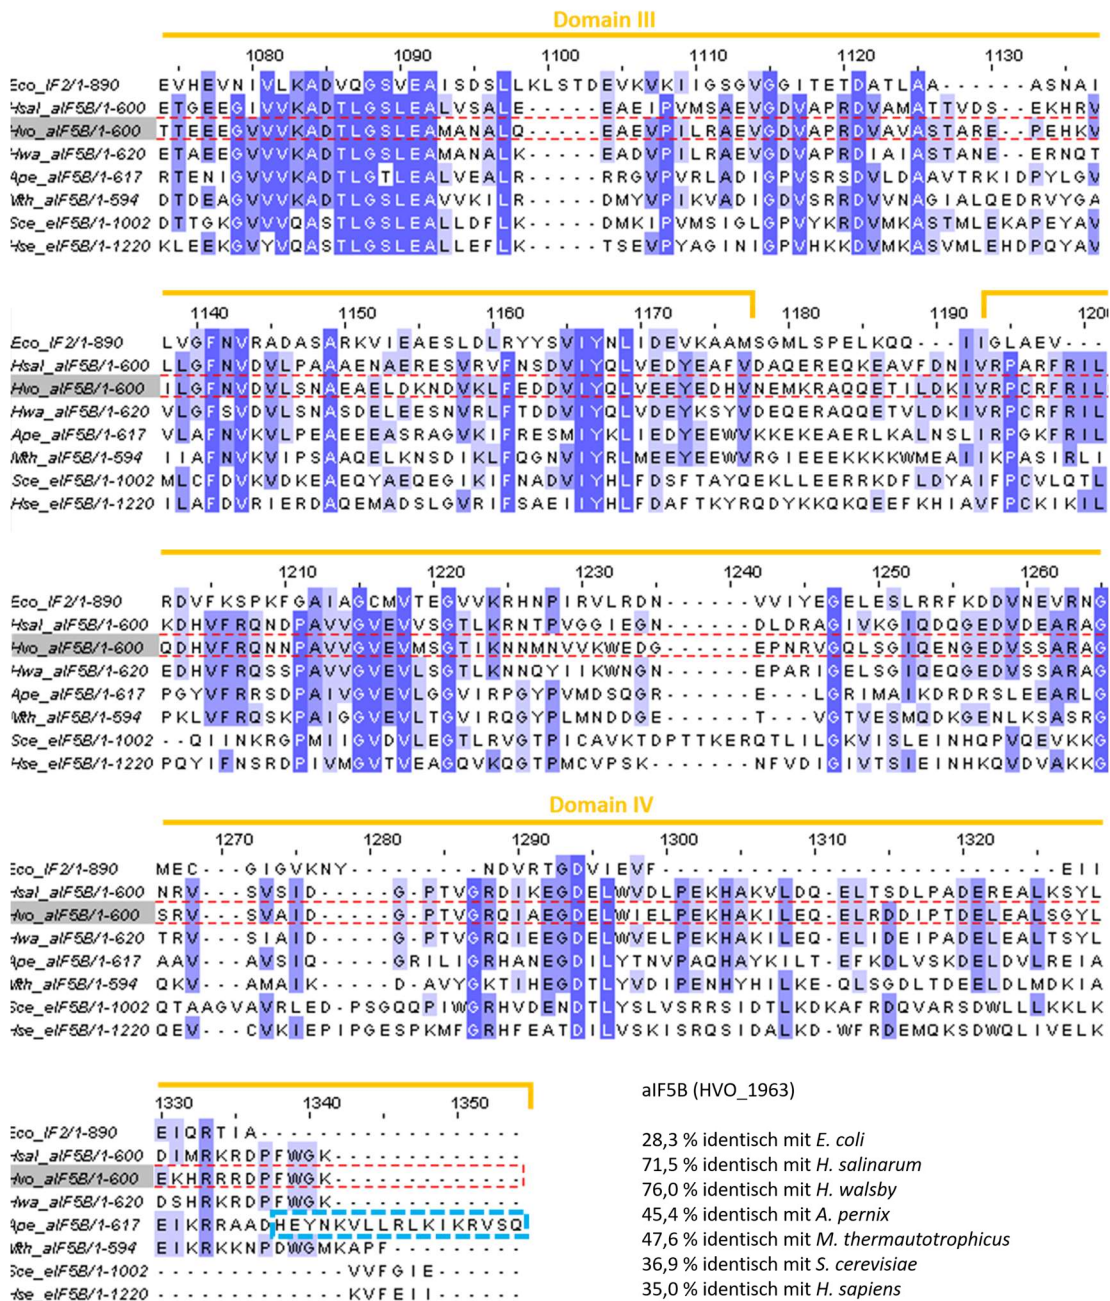 Domain III
1080 1090 1100 1110 1120 1130
Eco_IF2/1-890 EVHEVNIVLKADVQGSVEAISDSLLKLSTDEVKVKIIGSGVGGITETDATLAA-----ASNAI
Hsal_aIF5B/1-600 ETGEEGIVVKADTLGSLEALVSALE-----EAEIPVMSAEVGDVAPRDVAMATTVDS--EKHRV
Hvo_aIF5B/1-600 TTEEEGVVVKADTLGSLEAMANALQ-----EAEVPILRAEVGDVAPRDVAVASTARE--PEHKV
Hwa_aIF5B/1-620 ETAEEGVVVKADTLGSLEAMANALK-----EADVPILRAEVGDVAPRDIAIASTANE--ERNQT
Ape_aIF5B/1-617 RTENIGVVVKADTLGTLEALVEALR-----RRGVPVRLADIGPVSRSDVLDAAVTRKIDPYLGV
Mth_aIF5B/1-594 DTDEAGVVVKADTLGSLEAVVKILR-----DMYVPIKVADIGDVSRRDVVNAGIALQEDRVYGA
Sce_eIF5B/1-1002 DTTGKGVVVQASTLGSLEALLDFLK-----DMKIPVMSIGLGPVYKRDVMKASTMLEKAPEYAV
Hse_eIF5B/1-1220 KLEEKGVYVQASTLGSLEALLEFLK-----TSEVPYAGINIGPVHKKDVMKASVMLEHDPQYAV
1140 1150 1160 1170 1180 1190 120
Eco_IF2/1-890 LVGFNVRADASARKVIEAESLDLRYYSVIYNLIDEVKAAMSGMLSPELKQQ---IIGLAEV---
Hsal_aIF5B/1-600 LLGFNVDVLPAAAENAERESVRVFNSDVIYQLVEDYEAFVDAQEREQKEAVFDNIVRPARFRIL
Hvo_aIF5B/1-600 ILGFNVDVLSNAEAELDKNDVKLFEDDVIYQLVEEYEDHVNEMKRAQQETILDKIVRPCRFRIL
Hwa_aIF5B/1-620 VLGFSVDVLSNASDELEESNVRLFTDDVIYQLVDEYKSYVDEQERAQQETVLDKIVRPCRFRIL
Ape_aIF5B/1-617 VLAFNVKVLPEAEEEASRAGVKIFRESMIYKLIEDYEEWVKKEKEAERLKALNSLIRPGKFRIL
Mth_aIF5B/1-594 IIAFNVKVIPSAAQELKNSDIKLFQGNVIYRLMEEYEEWVRGIEEEKKKKWMEAIIKPASIRLI
Sce_eIF5B/1-1002 MLCFDVKVDKEAEQYAEQEGIKIFNADVIYHLFDSFTAYQEKLLEERRKDFLDYAIFPCVLQTL
Hse_eIF5B/1-1220 ILAFDVRIERDAQEMADSLGVRIFSAEIIYHLFDAFTKYRQDYKKQKQEEFKHIAVFPCKIKIL
1210 1220 1230 1240 1250 1260
Eco_IF2/1-890 RDVFKSPKFGAIAGCMVTEGVVKRHNPIRVLRDN------VVIYEGELESLRRFKDDVNEVRNG
Hsal_aIF5B/1-600 KDHVFRQNDPAVVGVEVVSGTLKRNTPVGGIEGN------DLDRAGIVKGIQDQGEDVDEARAG
Hvo_aIF5B/1-600 QDHVFRQNNPAVVGVEVMSGTIKNNMNVVKWEDG------EPNRVGQLSGIQENGEDVSSARAG
Hwa_aIF5B/1-620 EDHVFRQSSPAVVGVEVLSGTLKNNQYIIKWNGN------EPARIGELSGIQEQGEDVSSARAG
Ape_aIF5B/1-617 PGYVFRRSDPAIVGVEVLGGVIRPGYPVMDSQGR------E---LGRIMAIKDRDRSLEEARLG
Mth_aIF5B/1-594 PKLVFRQSKPAIGGVEVLTGVIRQGYPLMNDDGE------T---VGTVESMQDKGENLKSASRG
Sce_eIF5B/1-1002 --QIINKRGPMIIGVDVLEGTLRVGTPICAVKTDPTTKERQTLILGKVISLEINHQPVQEVKKG
Hse_eIF5B/1-1220 PQYIFNSRDPIVMGVTVEAGQVKQGTPMCVPSK------NFVDIGIVTSIEINHKQVDVAKKG
Domain IV
1270 1280 1290 1300 1310 1320
Eco_IF2/1-890 MEC---GIGVKNY---------NDVRTGDVIEVF---------------------------EII
Hsal_aIF5B/1-600 NRV---SVSID------G-PTVGRDIKEGDELWVDLPEKHAKVLDQ-ELTSDLPADEREALKSYL
Hvo_aIF5B/1-600 SRV---SVAID------G-PTVGRQIAEGDELWIELPEKHAKILEQ-ELRDDIPTDELEALSGYL
Hwa_aIF5B/1-620 TRV---SIAID------G-PTVGRQIEEGDELWVELPEKHAKILEQ-ELIDEIPADELEALTSYL
Ape_aIF5B/1-617 AAV---AVSIQ------GRILIGRHANEGDILYTNVPAQHAYKILT-EFKDLVSKDELDVLREIA
Mth_aIF5B/1-594 QKV---AMAIK------D-AVYGKTIHEGDTLYVDIPENHYHILKE-QLSGDLTDEELDLMDKIA
Sce_eIF5B/1-1002 QTAAGVAVRLED-PSGQQPIWGRHVDENDTLYSLVSRRSIDTLKDKAFRDQVARSDWLLLKKLK
Hse_eIF5B/1-1220 QEV---CVKIEPIPGESPKMFGRHFEATDILVSKISRQSIDALKD-WFRDEMQKSDWQLIVELK
1330 1340 1350
Eco_IF2/1-890 EIQRTIA------------------
Hsal_aIF5B/1-600 DIMRKRDPFWGK-------------
Hvo_aIF5B/1-600 EKHRRRRDPFWGK-------------
Hwa_aIF5B/1-620 DSHRKRDPFWGK-------------
Ape_aIF5B/1-617 EIKRRAADHEYNKVLLRLKIKRVSQ
Mth_aIF5B/1-594 EIKRKKNPDWGMKAPF---------
Sce_eIF5B/1-1002 -------------VVFGIE------
Hse_eIF5B/1-1220 -------------KVFEII------
aIF5B (HVO_1963)
28,3 % identisch mit E. coli
71,5 % identisch mit H. salinarum
76,0 % identisch mit H. walsby
45,4 % identisch mit A. pernix
47,6 % identisch mit M. thermautotrophicus
36,9 % identisch mit S. cerevisiae
35,0 % identisch mit H. sapiens